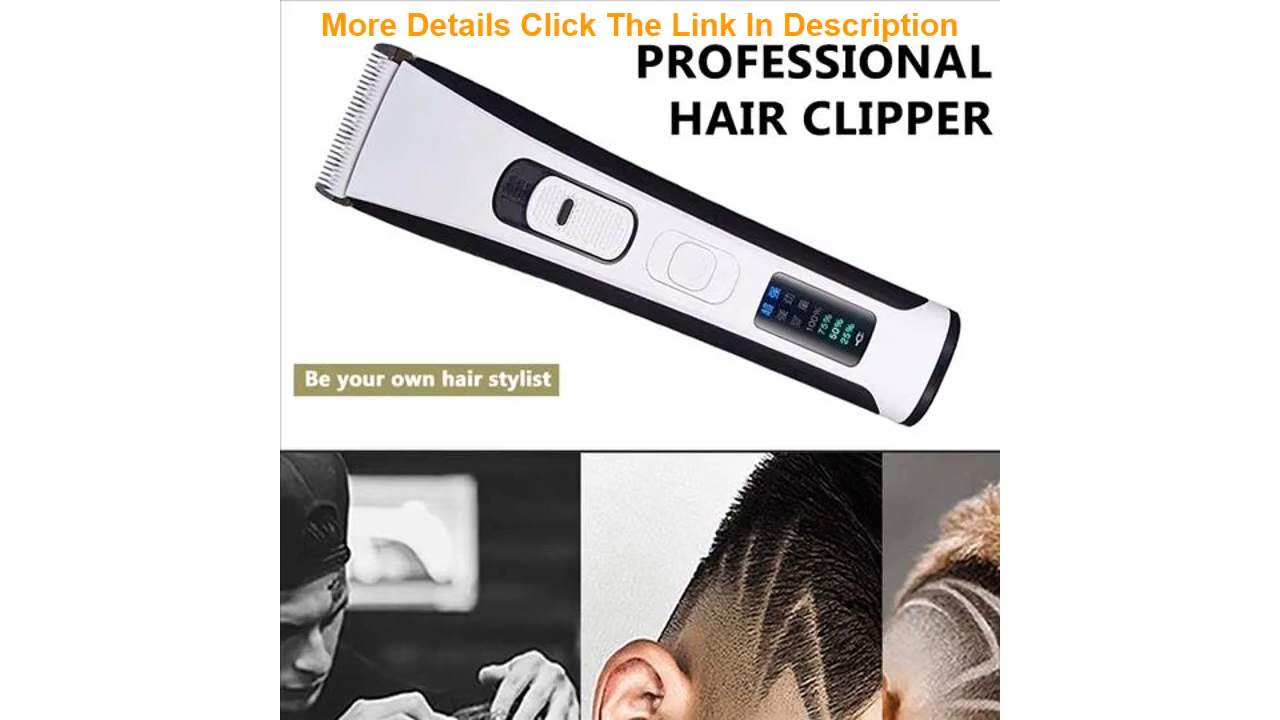 More Details Click The Link In Description
PROFESSIONAL
HAIR CLIPPER
100%
75%
50%
25%
Be your own hair stylist